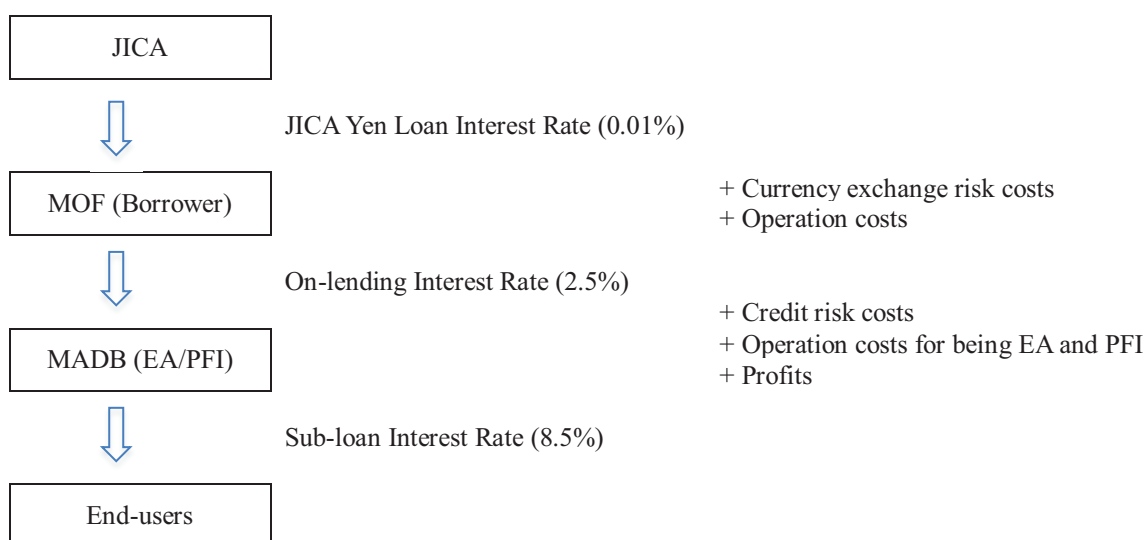 JICA
JICA Yen Loan Interest Rate (0.01%)
MOF (Borrower)
+ Currency exchange risk costs
+ Operation costs
On-lending Interest Rate (2.5%)
+ Credit risk costs
+ Operation costs for being EA and PFI
+ Profits
MADB (EA/PFI)
Sub-loan Interest Rate (8.5%)
End-users